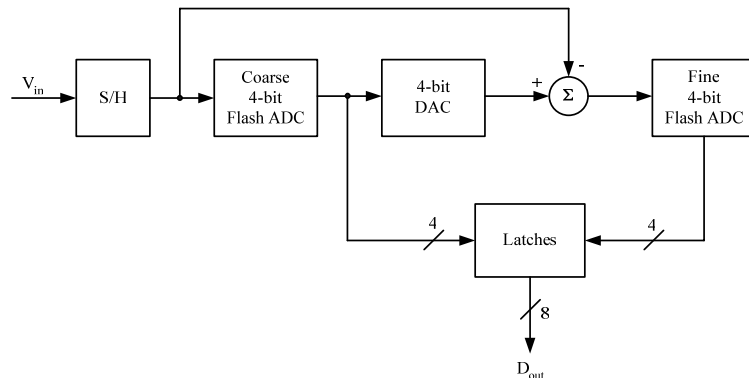 V_in
S/H
Coarse
4-bit
Flash ADC
4-bit
DAC
+
-
Σ
Fine
4-bit
Flash ADC
4
Latches
4
8
D_out